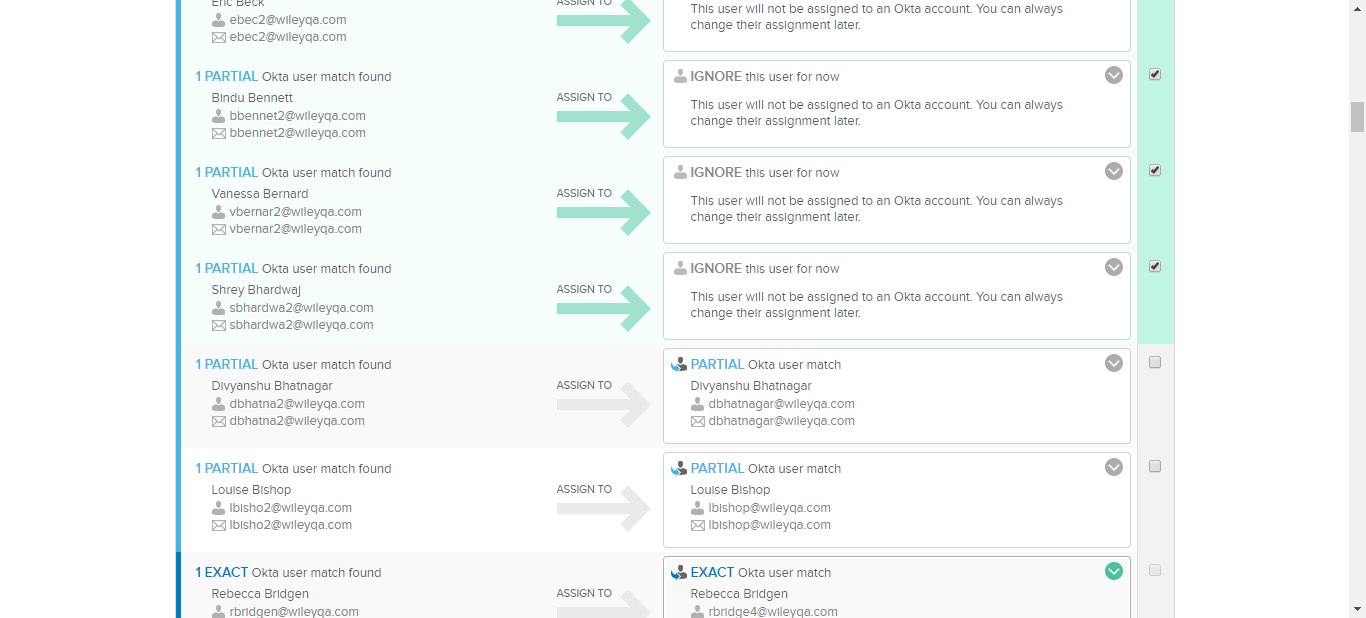 Eric Beck
ebec2@wileyqa.com
ebec2@wileyqa.com
ASSIGN TO
This user will not be assigned to an Okta account. You can always
change their assignment later.
1 PARTIAL Okta user match found
Bindu Bennett
bbennet2@wileyqa.com
bbennet2@wileyqa.com
ASSIGN TO
IGNORE this user for now
This user will not be assigned to an Okta account. You can always
change their assignment later.
1 PARTIAL Okta user match found
Vanessa Bernard
vbernar2@wileyqa.com
vbernar2@wileyqa.com
ASSIGN TO
IGNORE this user for now
This user will not be assigned to an Okta account. You can always
change their assignment later.
1 PARTIAL Okta user match found
Shrey Bhardwaj
sbhardwa2@wileyqa.com
sbhardwa2@wileyqa.com
ASSIGN TO
IGNORE this user for now
This user will not be assigned to an Okta account. You can always
change their assignment later.
1 PARTIAL Okta user match found
Divyanshu Bhatnagar
dbhatna2@wileyqa.com
dbhatna2@wileyqa.com
ASSIGN TO
PARTIAL Okta user match
Divyanshu Bhatnagar
dbhatnagar@wileyqa.com
dbhatnagar@wileyqa.com
1 PARTIAL Okta user match found
Louise Bishop
lbisho2@wileyqa.com
lbisho2@wileyqa.com
ASSIGN TO
PARTIAL Okta user match
Louise Bishop
lbishop@wileyqa.com
lbishop@wileyqa.com
1 EXACT Okta user match found
Rebecca Bridgen
rbridgen@wileyqa.com
ASSIGN TO
EXACT Okta user match
Rebecca Bridgen
rbridge4@wileyqa.com